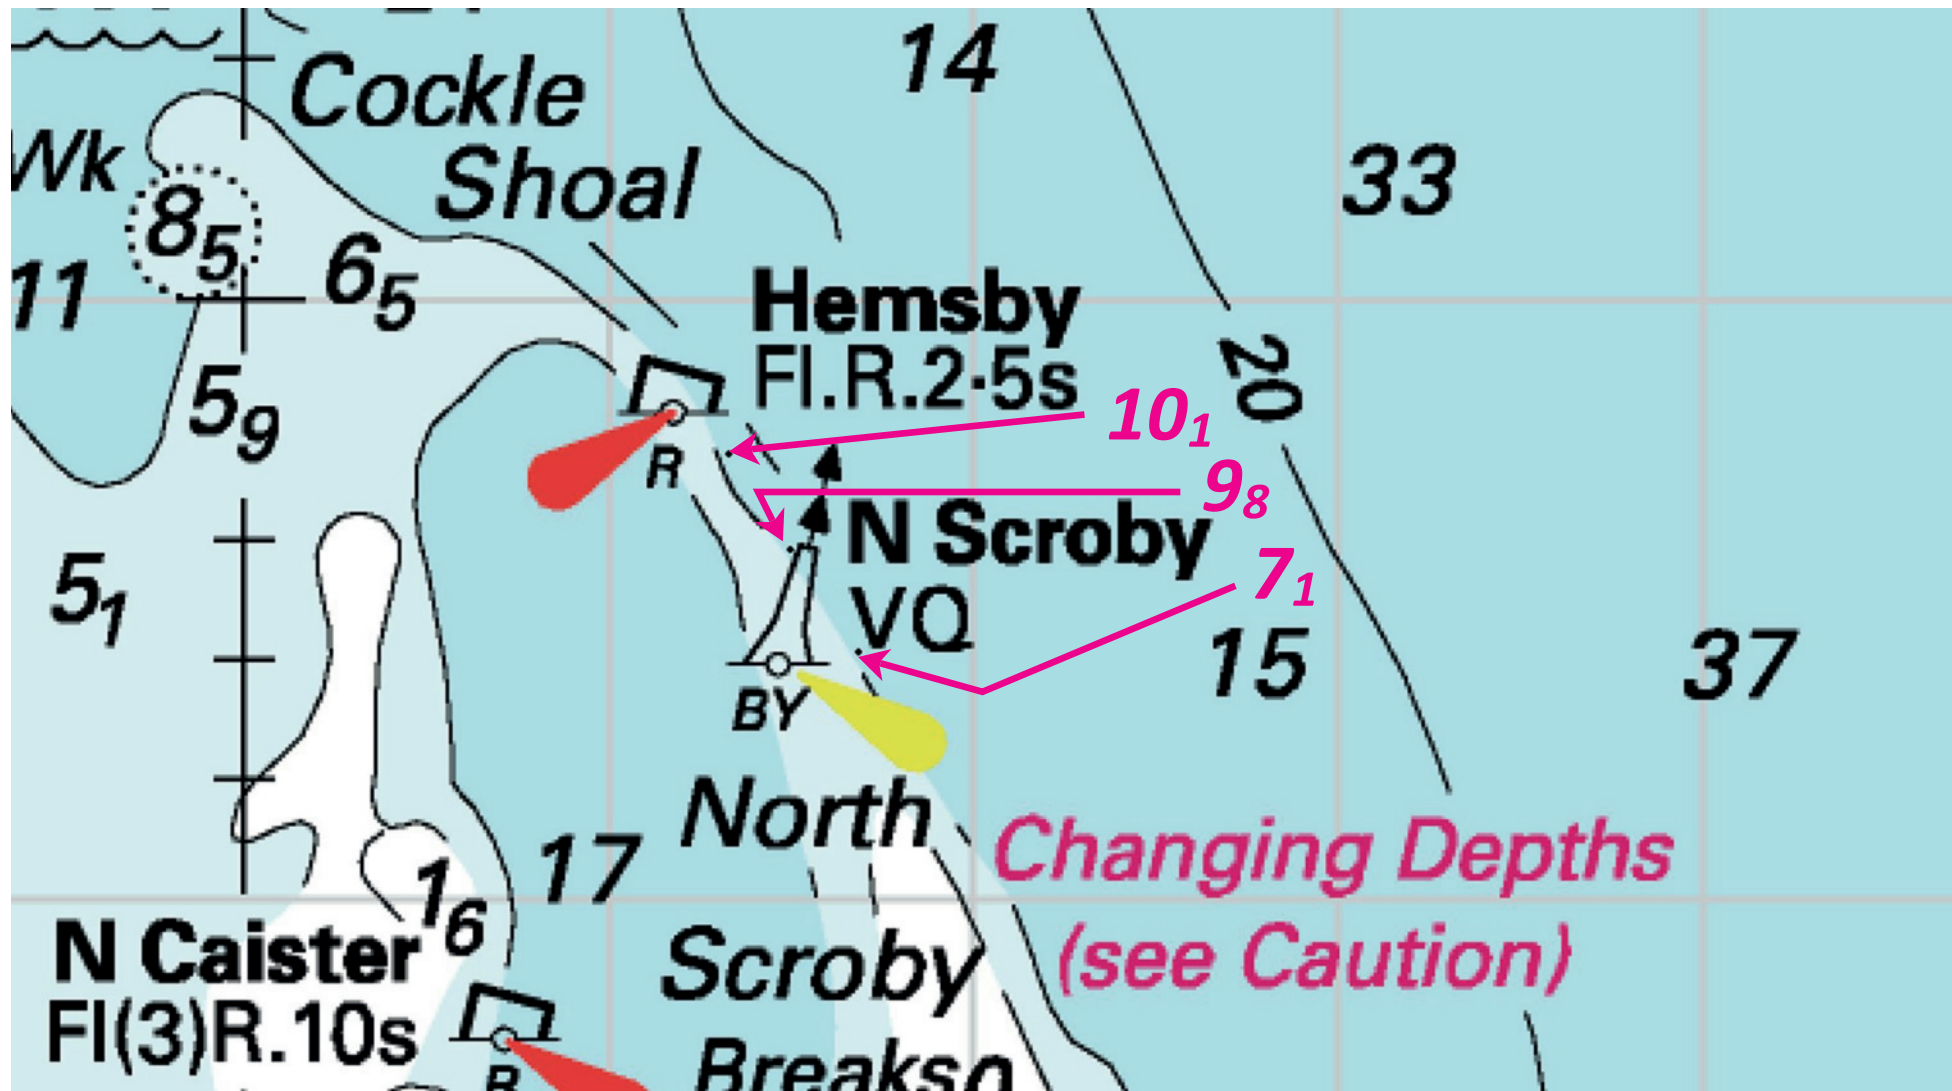 Cockle
Shoal
14
33
Wk
8₅
11
6₅
Hemsby
Fl.R.2·5s
20
5₉
10₁
R
9₈
N Scroby
VQ
7₁
5₁
15
37
BY
North
Changing Depths
(see Caution)
17
1₆
N Caister
Fl(3)R.10s
Scroby
R